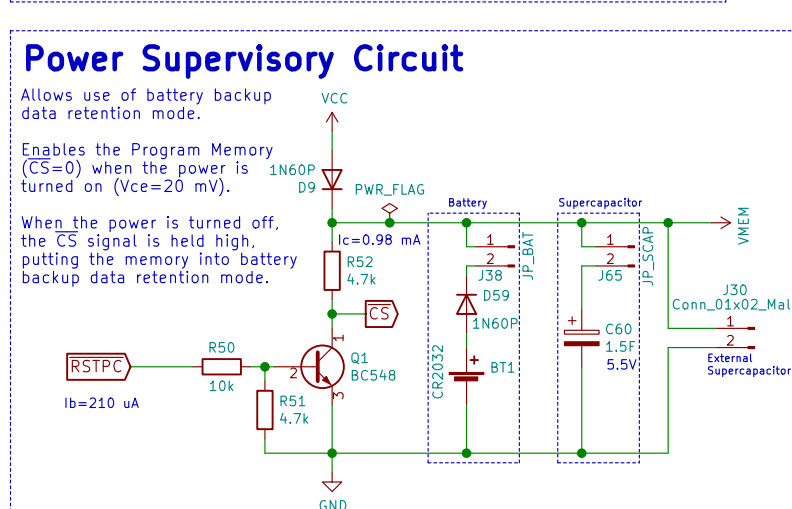 Power Supervisory Circuit
Allows use of battery backup
data retention mode.
Enables the Program Memory
(CS=0) when the power is
turned on (Vce=20 mV).
When the power is turned off,
the CS signal is held high,
putting the memory into battery
backup data retention mode.
VCC
1N60P
D9
PWR_FLAG
Ic=0.98 mA
R52
4.7k
CS
RSTPC
Ib=210 uA
R50
10k
R51
4.7k
1
2
3
Q1
BC548
GND
Battery
1
2
J38
JP_BAT
D59
1N60P
CR2032
+
BT1
Supercapacitor
1
2
J65
JP_SCAP
+
C60
1.5F
5.5V
VMEM
J30
Conn_01x02_Mal
1
2
External
Supercapacitor